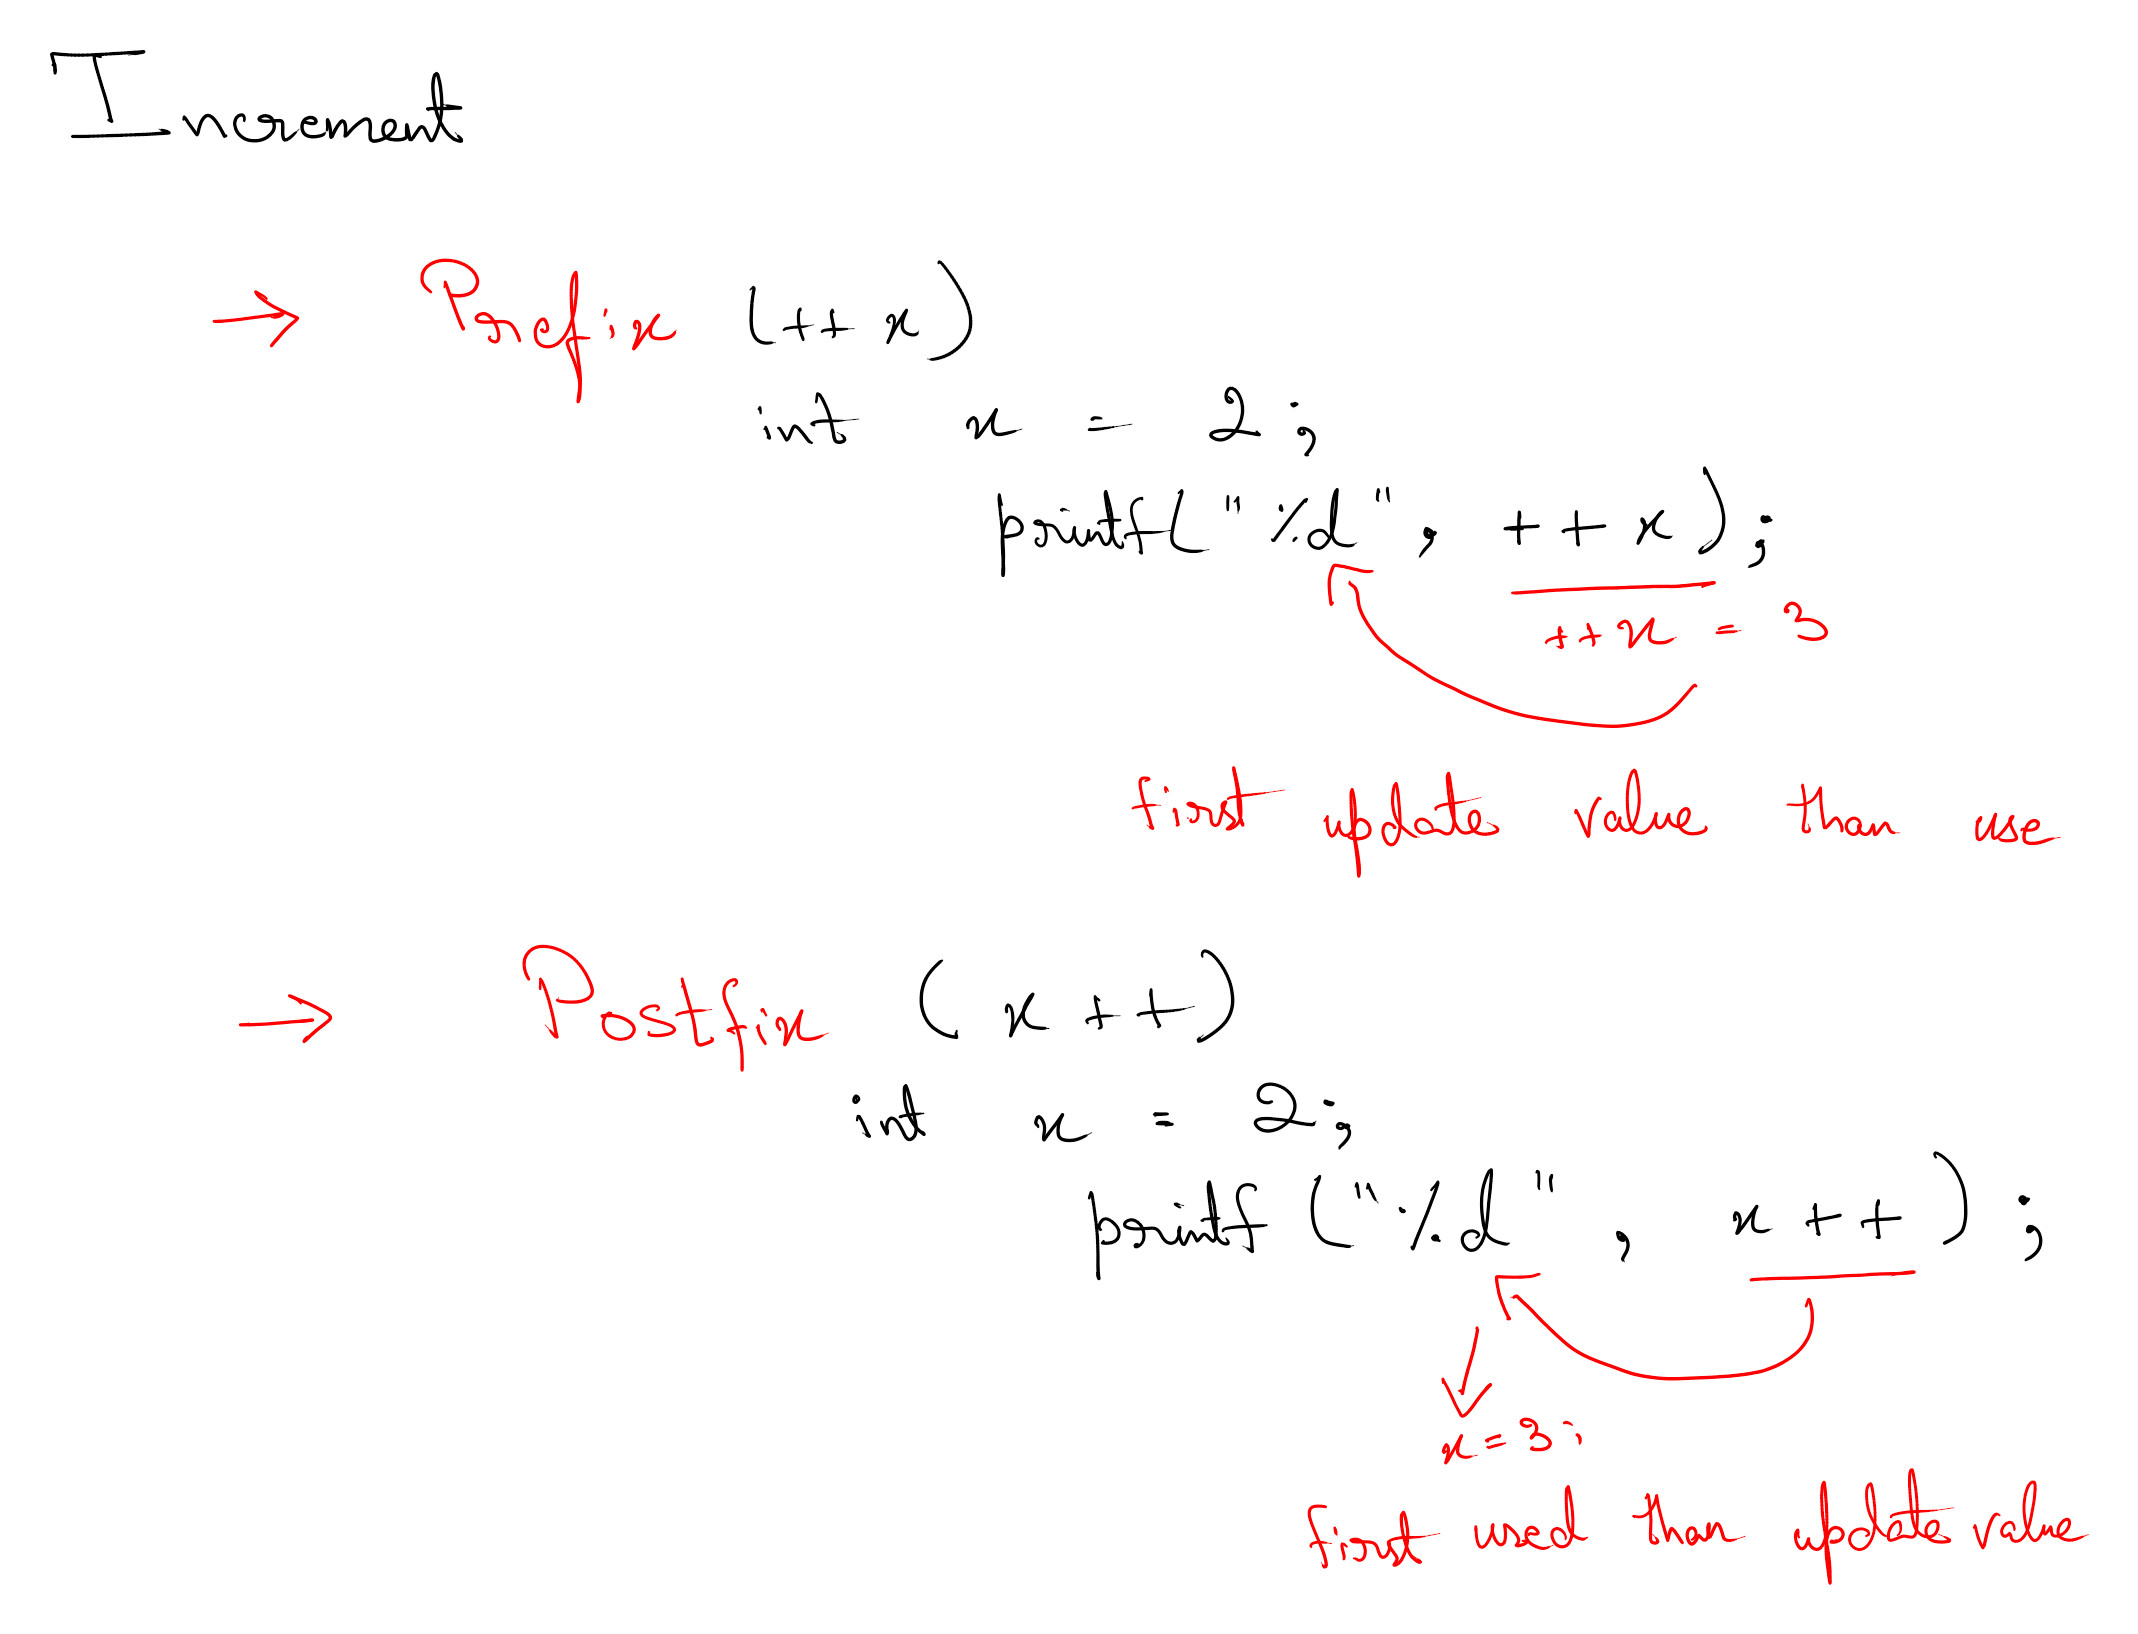 Increment
→ Prefix (++x)
int x = 2;
printf("%d", ++x);
++x = 3
first update value than use
→ Postfix (x++)
int x = 2;
printf("%d", x++);
x=3;
first used than update value